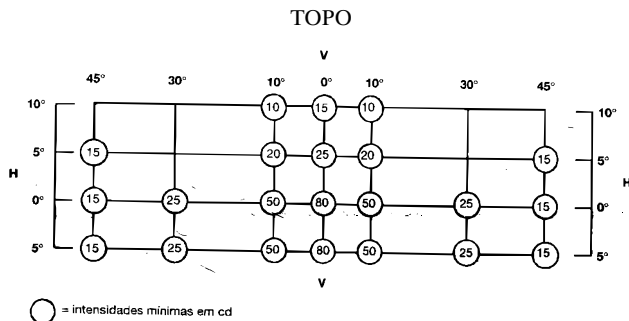 TOPO
V
45° 30° 10° 0° 10° 30° 45°
10° 10 15 10 10°
5° 15 20 25 20 15 5°
H H
0° 15 25 50 80 50 25 15 0°
5° 15 25 50 80 50 25 15 5°
V
= intensidades mínimas em cd